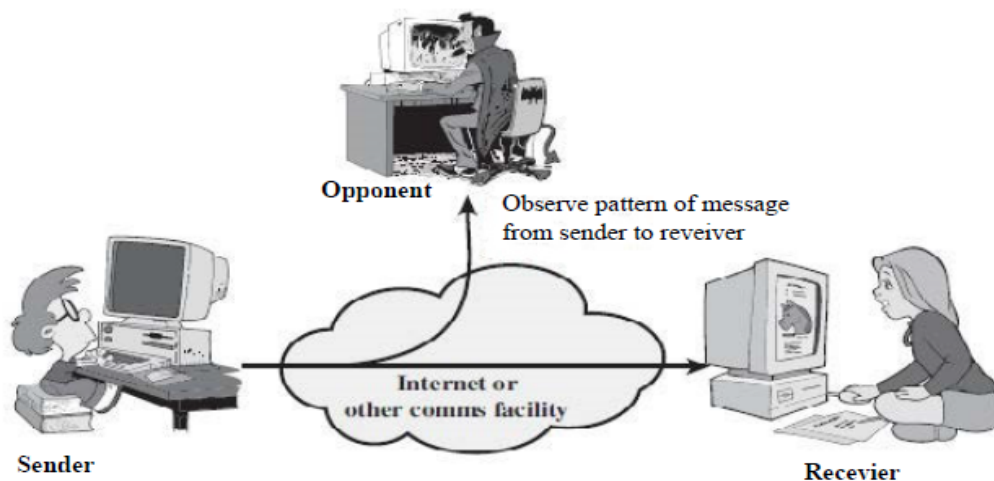 Opponent
Observe pattern of message
from sender to reveiver
Internet or
other comms facility
Sender
Recevier